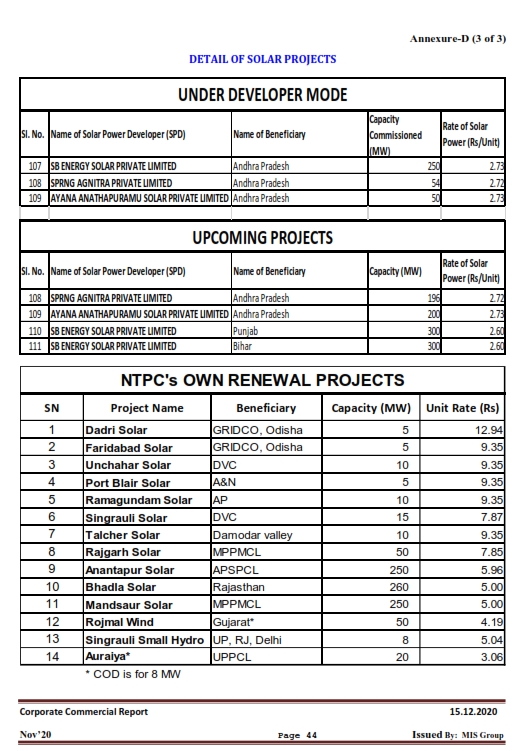 Annexure-D (3 of 3)
DETAIL OF SOLAR PROJECTS
UNDER DEVELOPER MODE
Sl. No. Name of Solar Power Developer (SPD) Name of Beneficiary Capacity Commissioned (MW) Rate of Solar Power (Rs/Unit)
107 SB ENERGY SOLAR PRIVATE LIMITED Andhra Pradesh 250 2.73
108 SPRNG AGNITRA PRIVATE LIMITED Andhra Pradesh 54 2.72
109 AYANA ANATHAPURAMU SOLAR PRIVATE LIMITED Andhra Pradesh 50 2.73
UPCOMING PROJECTS
Sl. No. Name of Solar Power Developer (SPD) Name of Beneficiary Capacity (MW) Rate of Solar Power (Rs/Unit)
108 SPRNG AGNITRA PRIVATE LIMITED Andhra Pradesh 196 2.72
109 AYANA ANATHAPURAMU SOLAR PRIVATE LIMITED Andhra Pradesh 200 2.73
110 SB ENERGY SOLAR PRIVATE LIMITED Punjab 300 2.60
111 SB ENERGY SOLAR PRIVATE LIMITED Bihar 300 2.60
NTPC's OWN RENEWAL PROJECTS
SN Project Name Beneficiary Capacity (MW) Unit Rate (Rs)
1 Dadri Solar GRIDCO, Odisha 5 12.94
2 Faridabad Solar GRIDCO, Odisha 5 9.35
3 Unchahar Solar DVC 10 9.35
4 Port Blair Solar A&N 5 9.35
5 Ramagundam Solar AP 10 9.35
6 Singrauli Solar DVC 15 7.87
7 Talcher Solar Damodar valley 10 9.35
8 Rajgarh Solar MPPMCL 50 7.85
9 Anantapur Solar APSPCL 250 5.96
10 Bhadla Solar Rajasthan 260 5.00
11 Mandsaur Solar MPPMCL 250 5.00
12 Rojmal Wind Gujarat* 50 4.19
13 Singrauli Small Hydro UP, RJ, Delhi 8 5.04
14 Auraiya* UPPCL 20 3.06
* COD is for 8 MW
Corporate Commercial Report 15.12.2020
Nov'20 Page 44 Issued By: MIS Group